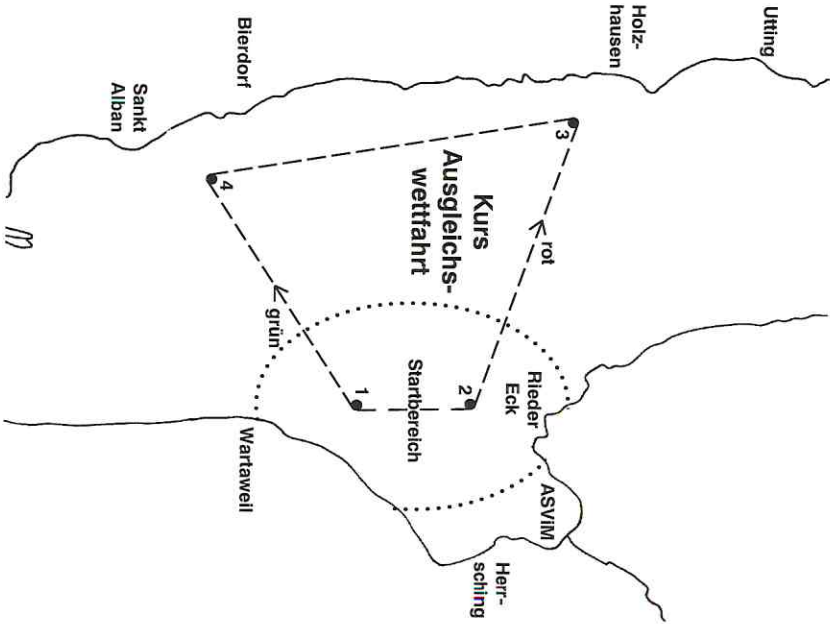 Utting
Holz-
hausen
Bierdorf
Sankt
Alban
3
4
Kurs
Ausgleichs-
wettfahrt
rot
grün
1
2
Startbereich
Rieder
Eck
Wartaweil
ASViM
Herr-
sching